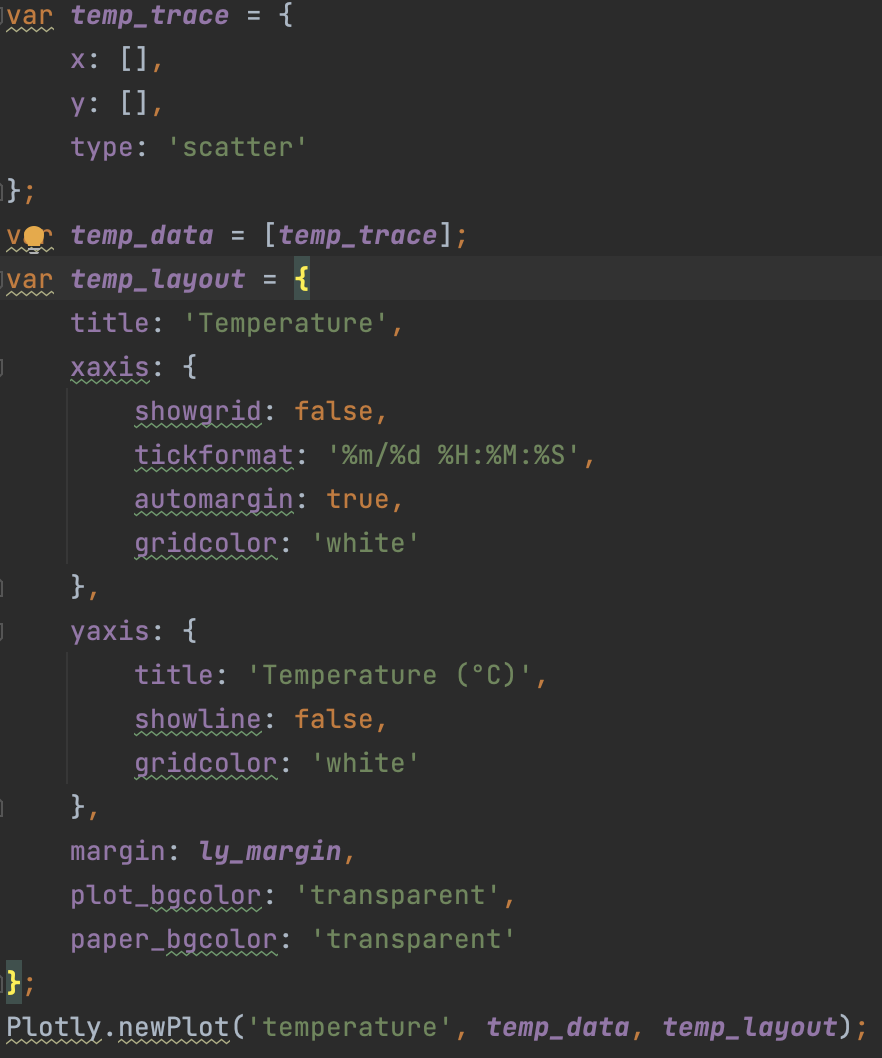 var temp_trace = {
    x: [],
    y: [],
    type: 'scatter'
};
var temp_data = [temp_trace];
var temp_layout = {
    title: 'Temperature',
    xaxis: {
        showgrid: false,
        tickformat: '%m/%d %H:%M:%S',
        automargin: true,
        gridcolor: 'white'
    },
    yaxis: {
        title: 'Temperature (°C)',
        showline: false,
        gridcolor: 'white'
    },
    margin: ly_margin,
    plot_bgcolor: 'transparent',
    paper_bgcolor: 'transparent'
};
Plotly.newPlot('temperature', temp_data, temp_layout);